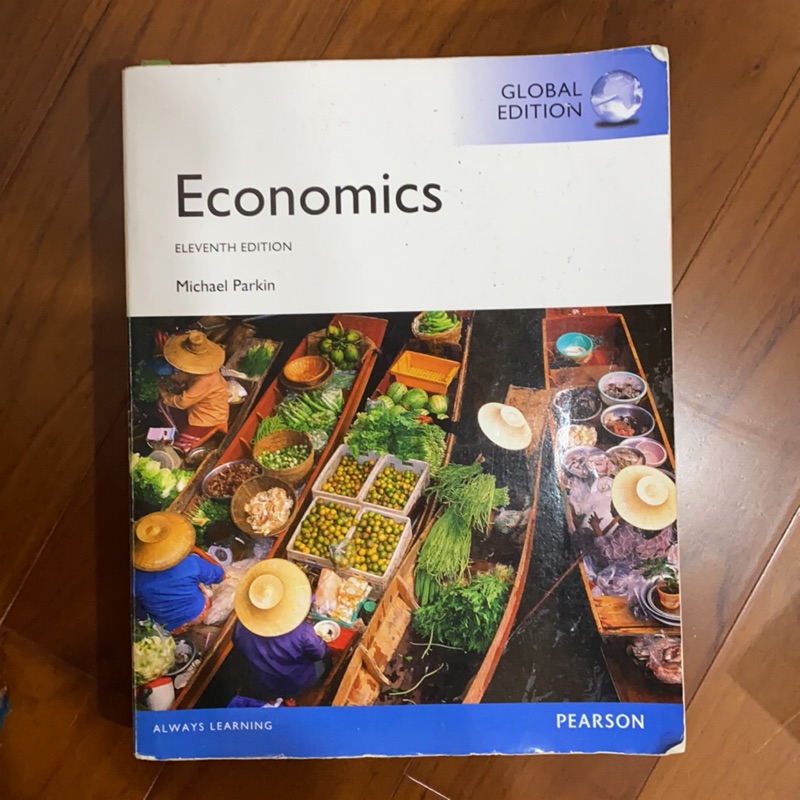 GLOBAL
EDITION
Economics
ELEVENTH EDITION
Michael Parkin
ALWAYS LEARNING
PEARSON